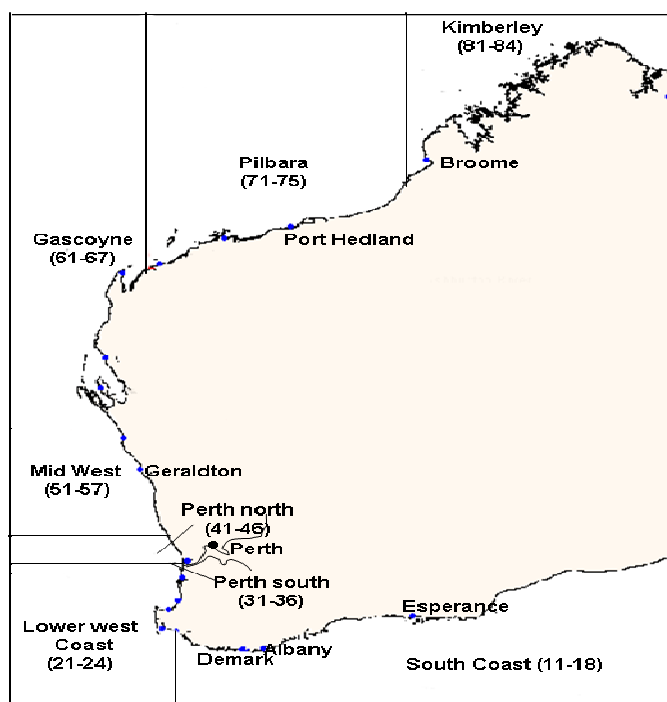 Kimberley
(81-84)
Broome
Pilbara
(71-75)
Port Hedland
Gascoyne
(61-67)
Mid West
(51-57)
Geraldton
Perth north
(41-46)
Perth
Perth south
(31-36)
Esperance
Lower west
Coast
(21-24)
Demark
Albany
South Coast (11-18)